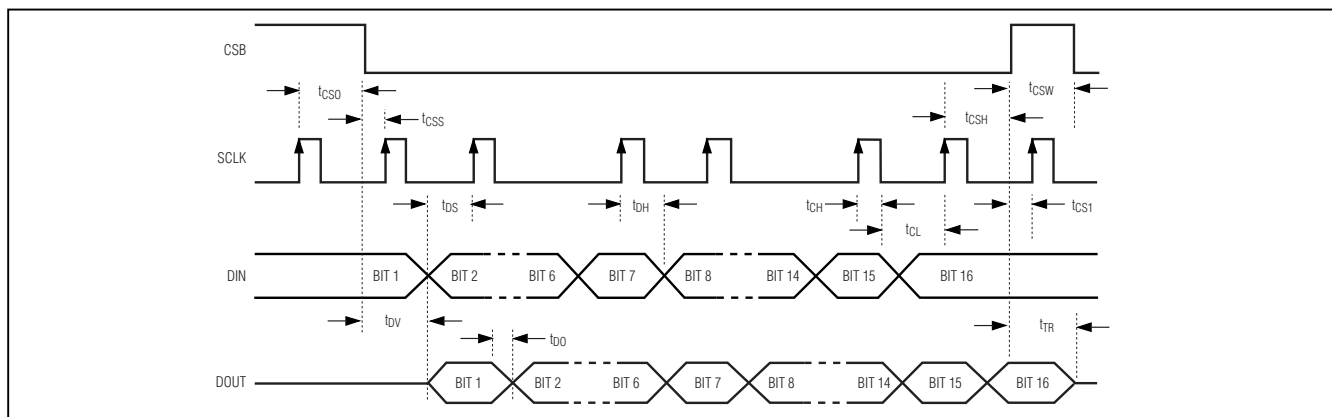 CSB
tCSO
tCSS
tCSH
tCSW
SCLK
tDS
tDH
tCH
tCL
tCS1
DIN
BIT 1
BIT 2
BIT 6
BIT 7
BIT 8
BIT 14
BIT 15
BIT 16
tDV
tDO
tTR
DOUT
BIT 1
BIT 2
BIT 6
BIT 7
BIT 8
BIT 14
BIT 15
BIT 16